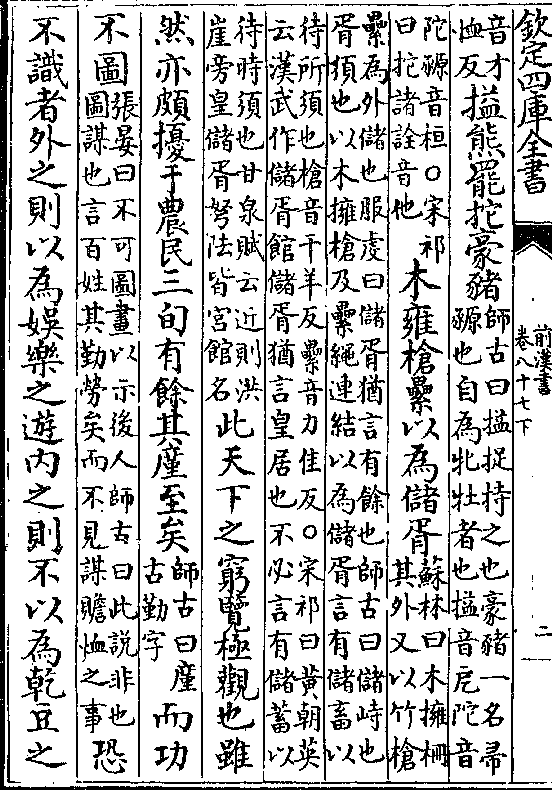 欽定四庫全書
前漢書
卷八十七下
二
音才
䘏反
搤熊羆拕豪豬
師古曰搤捉持之也豪豬一名帚
豲也自為牝牡者也搤音戹陀音
陀豲音桓○宋祁
曰拕諸詮音他
木雍槍纍以為儲胥
蘇林曰木擁柵
其外又以竹槍
纍為外儲也服虔曰儲胥猶言有餘也師古曰儲峙也
胥須也以木擁槍及纍繩連結以為儲胥言有儲畜以
待所須也槍音千羊反纍音力佳反○宋祁曰黄朝英
云漢武作儲胥館儲胥猶言皇居也不必言有儲蓄以
待時須也甘泉賦云近則洪
崖旁皇儲胥弩陁皆宮館名
此天下之窮覽極觀也雖
然亦頗擾于農民三旬有餘其廑至矣
師古曰廑
古勤字
而功
不圖
張晏曰不可圖畫以示後人師古曰此說非也
圖謀也言百姓其勤勞矣而不見謀贍䘏之事
恐
不識者外之則以為娛樂之遊内之則不以為乾豆之